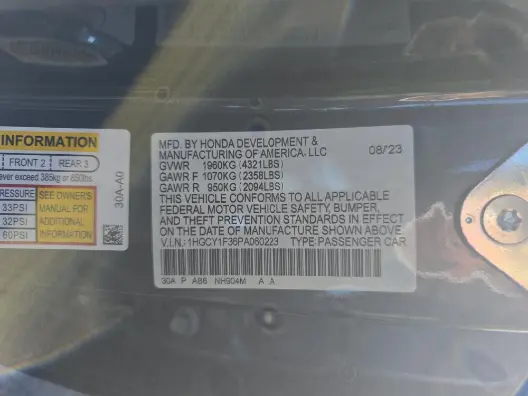 INFORMATION
FRONT 2 REAR 3
ever exceed 385kg or 850lbs.
PRESSURE
SEE OWNER'S
MANUAL FOR
ADDITIONAL
INFORMATION
33PSI
32PSI
60PSI
30A-A0
MFD. BY HONDA DEVELOPMENT &
MANUFACTURING OF AMERICA, LLC 08/23
GVWR 1960KG (4321LBS)
GAWR F 1070KG (2358LBS)
GAWR R 950KG (2094LBS)
THIS VEHICLE CONFORMS TO ALL APPLICABLE
FEDERAL MOTOR VEHICLE SAFETY, BUMPER,
AND THEFT PREVENTION STANDARDS IN EFFECT
ON THE DATE OF MANUFACTURE SHOWN ABOVE.
V.I.N.: 1HGCY1F36PA060223 TYPE: PASSENGER CAR
30A P A86 NH904M A A